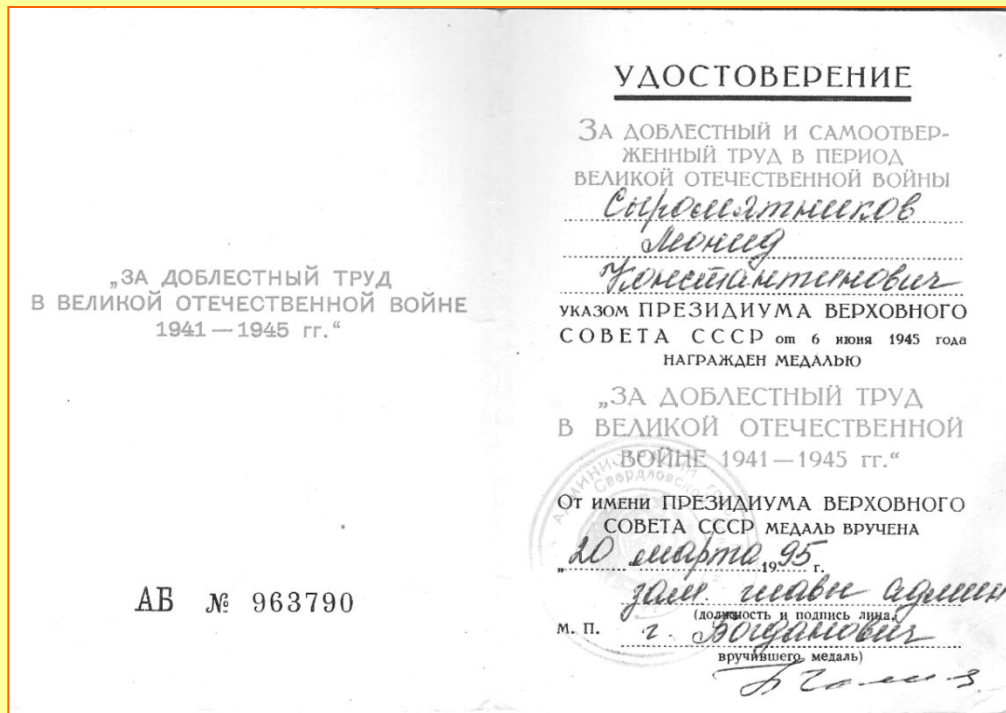 „ЗА ДОБЛЕСТНЫЙ ТРУД
В ВЕЛИКОЙ ОТЕЧЕСТВЕННОЙ ВОЙНЕ
1941—1945 гг.“
АБ № 963790
УДОСТОВЕРЕНИЕ
ЗА ДОБЛЕСТНЫЙ И САМООТВЕР-
ЖЕННЫЙ ТРУД В ПЕРИОД
ВЕЛИКОЙ ОТЕЧЕСТВЕННОЙ ВОЙНЫ
Сыромятников
Леонид
Константинович
УКАЗОМ ПРЕЗИДИУМА ВЕРХОВНОГО
СОВЕТА СССР от 6 июня 1945 года
НАГРАЖДЕН МЕДАЛЬЮ
„ЗА ДОБЛЕСТНЫЙ ТРУД
В ВЕЛИКОЙ ОТЕЧЕСТВЕННОЙ
ВОЙНЕ 1941—1945 гг.“
ОТ ИМЕНИ ПРЕЗИДИУМА ВЕРХОВНОГО
СОВЕТА СССР МЕДАЛЬ ВРУЧЕНА
„20 марта 1995 г.
зам. главы админ
(должность и подпись лица,
М. П. г. Богданович
вручившего медаль)